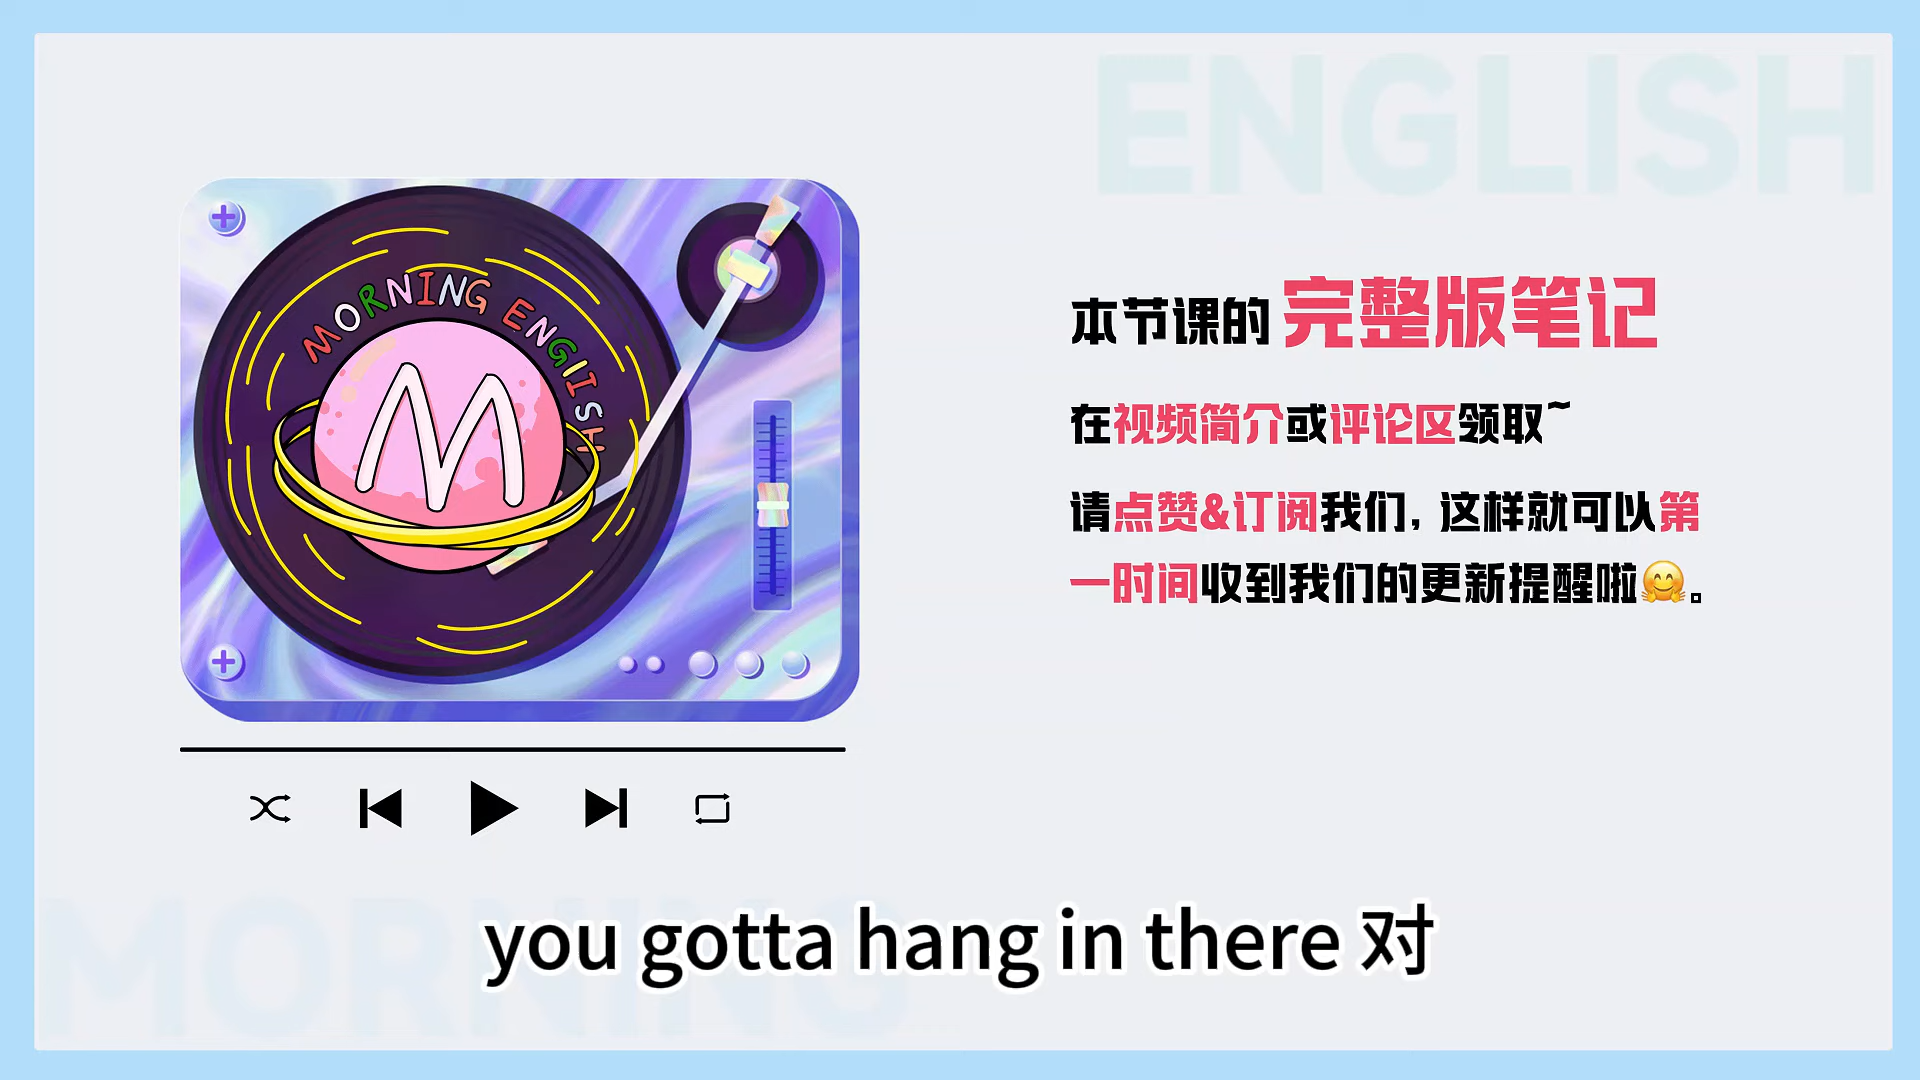 ENGLISH
MORNING ENGlISH
M
本节课的 完整版笔记
在视频简介或评论区领取~
请点赞&订阅我们，这样就可以第
一时间收到我们的更新提醒啦🤗。
MORNING
you gotta hang in there 对